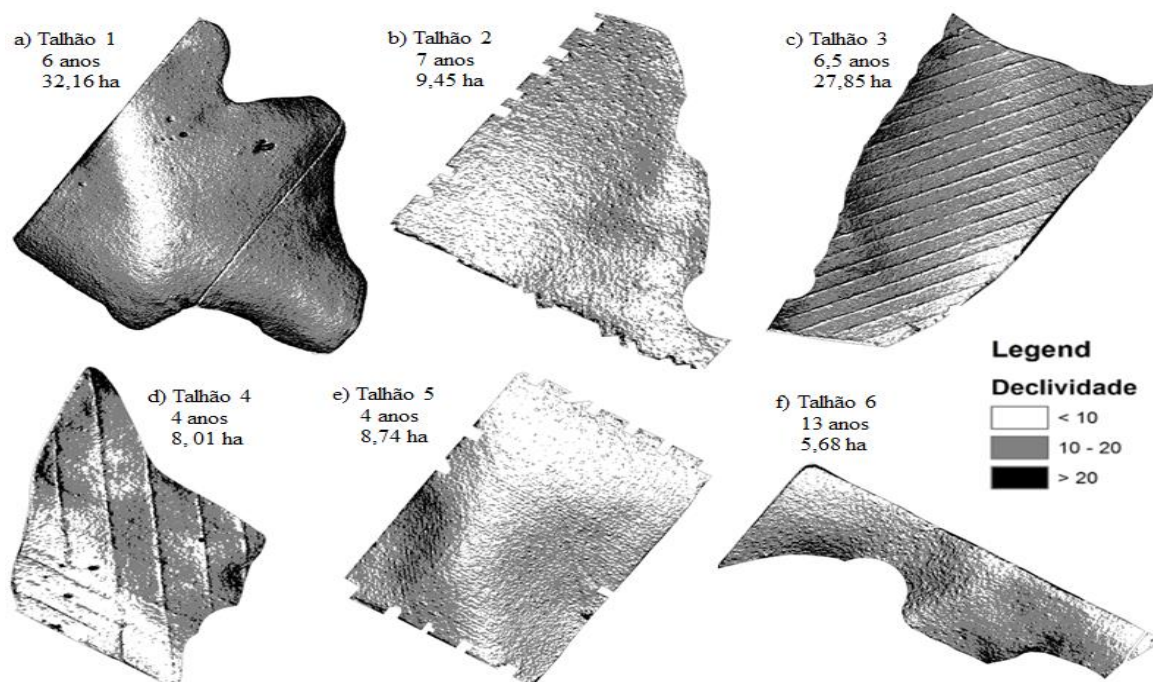 a) Talhão 1
6 anos
32,16 ha
b) Talhão 2
7 anos
9,45 ha
c) Talhão 3
6,5 anos
27,85 ha
d) Talhão 4
4 anos
8, 01 ha
e) Talhão 5
4 anos
8,74 ha
f) Talhão 6
13 anos
5,68 ha
Legend
Declividade
< 10
10 - 20
> 20